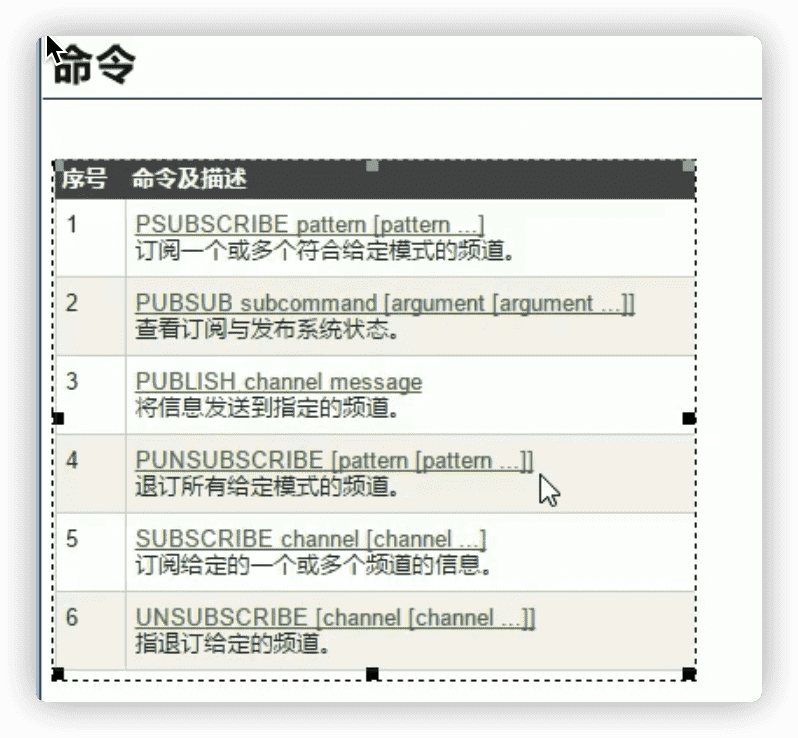 命令
序号 命令及描述
1 PSUBSCRIBE pattern [pattern ...]
订阅一个或多个符合给定模式的频道。
2 PUBSUB subcommand [argument [argument ...]]
查看订阅与发布系统状态。
3 PUBLISH channel message
将信息发送到指定的频道。
4 PUNSUBSCRIBE [pattern [pattern ...]]
退订所有给定模式的频道。
5 SUBSCRIBE channel [channel ...]
订阅给定的一个或多个频道的信息。
6 UNSUBSCRIBE [channel [channel ...]]
指退订给定的频道。